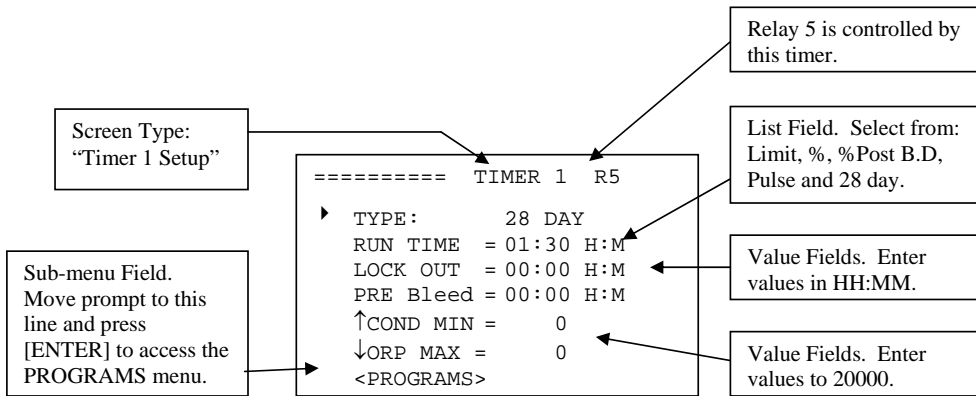 Relay 5 is controlled by
this timer.
Screen Type:
“Timer 1 Setup”
List Field. Select from:
Limit, %, %Post B.D,
Pulse and 28 day.
========== TIMER 1 R5
TYPE: 28 DAY
RUN TIME = 01:30 H:M
LOCK OUT = 00:00 H:M
PRE Bleed = 00:00 H:M
↑COND MIN = 0
↓ORP MAX = 0
<PROGRAMS>
Sub-menu Field.
Move prompt to this
line and press
[ENTER] to access the
PROGRAMS menu.
Value Fields. Enter
values in HH:MM.
Value Fields. Enter
values to 20000.